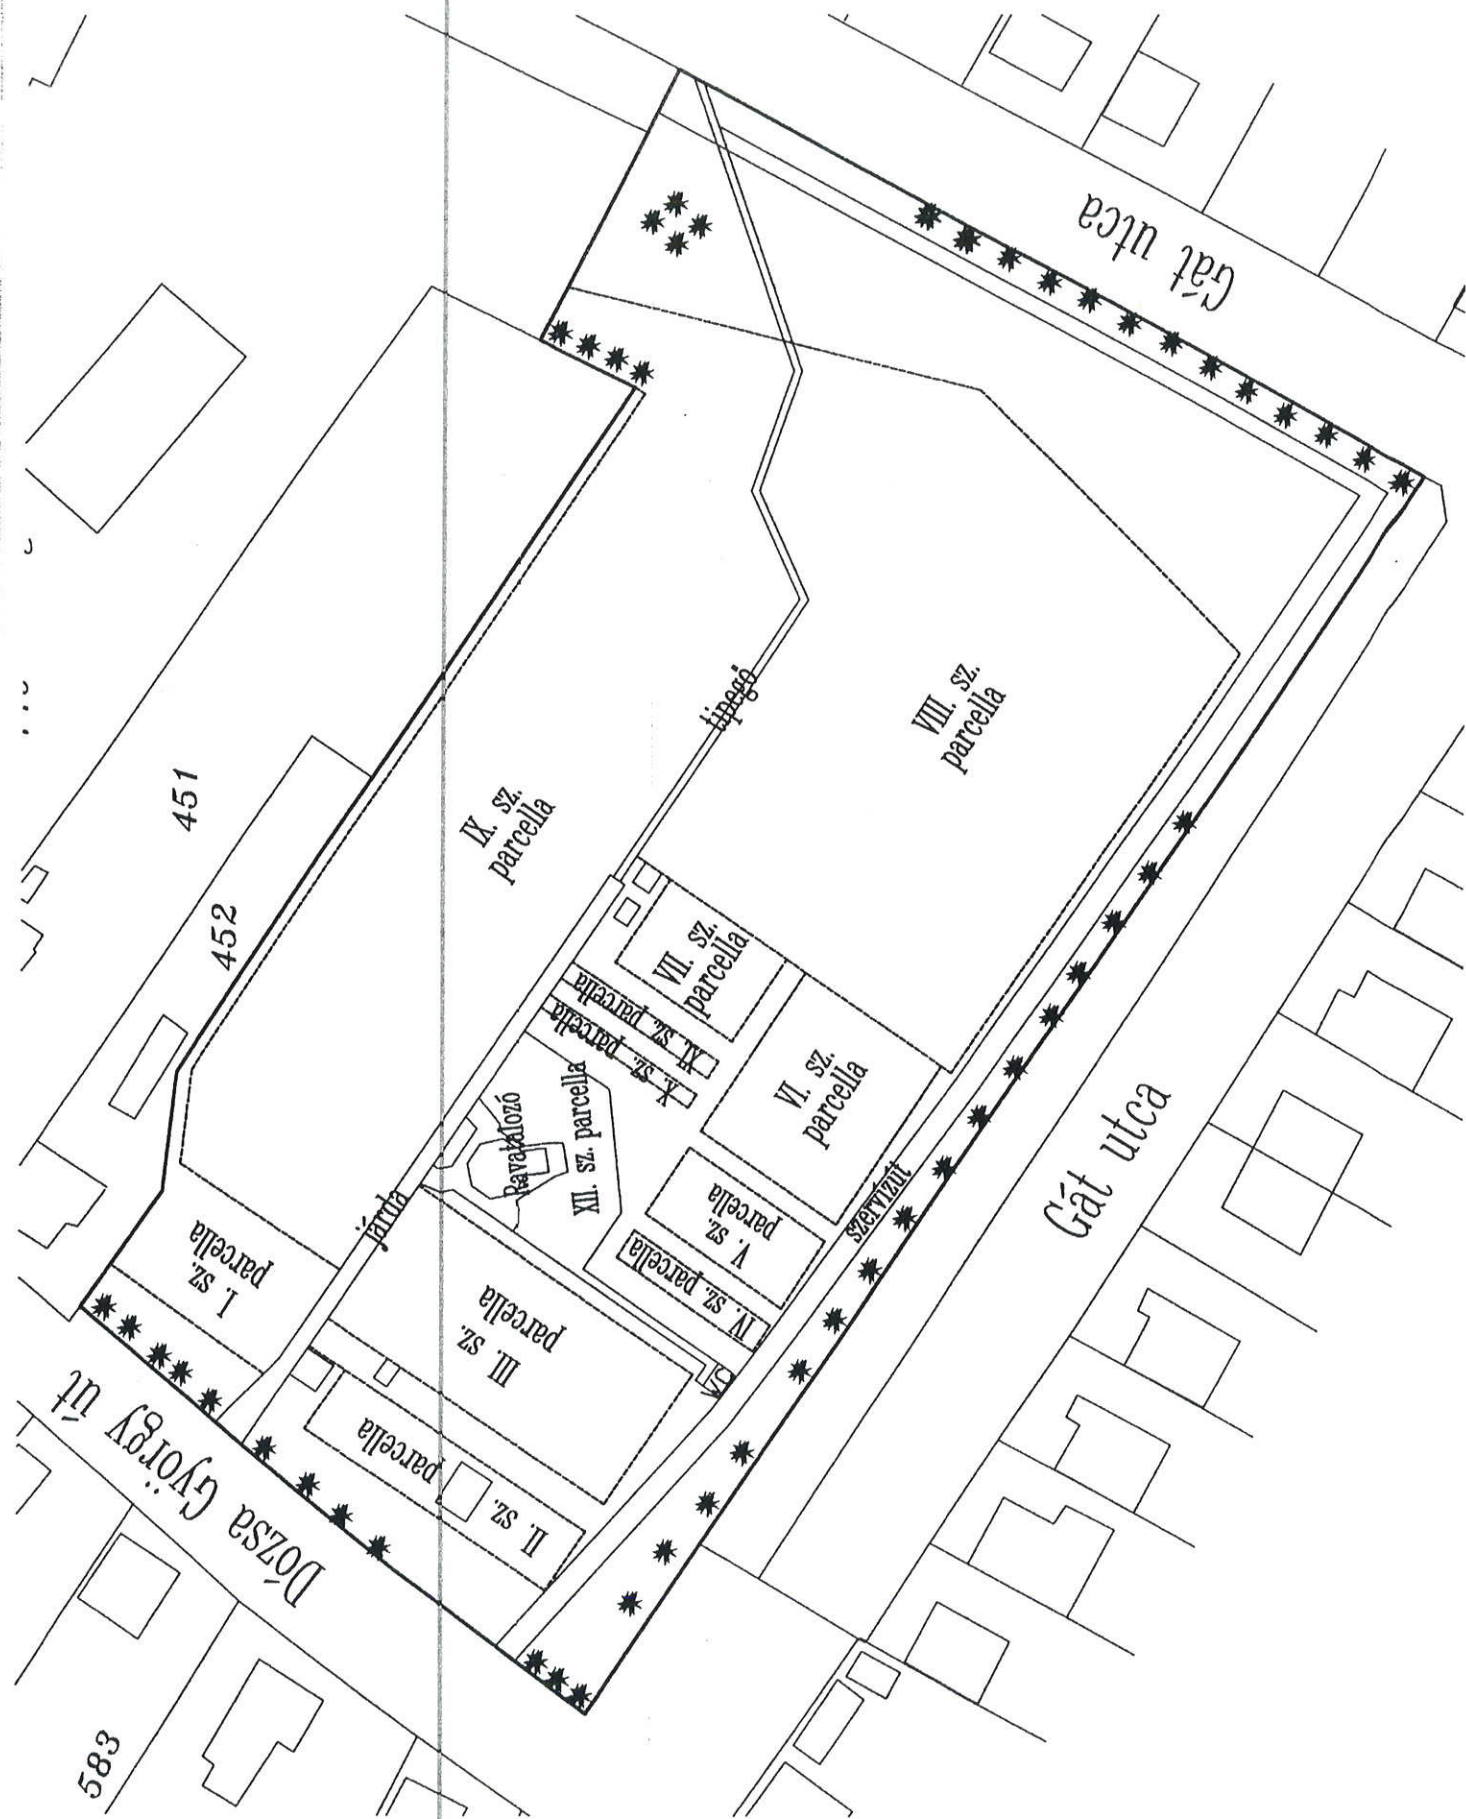 Gát utca
VIII. sz.
parcella
tipegő
IX. sz.
parcella
451
452
VII. sz.
parcella
XI. sz. parcella
X. sz. parcella
VI. sz.
parcella
Ravatalozó
XII. sz. parcella
V. sz.
parcella
IV. sz. parcella
szervizút
Gát utca
járda
I. sz.
parcella
III. sz.
parcella
WC
II. sz. parcella
Dózsa György út
583